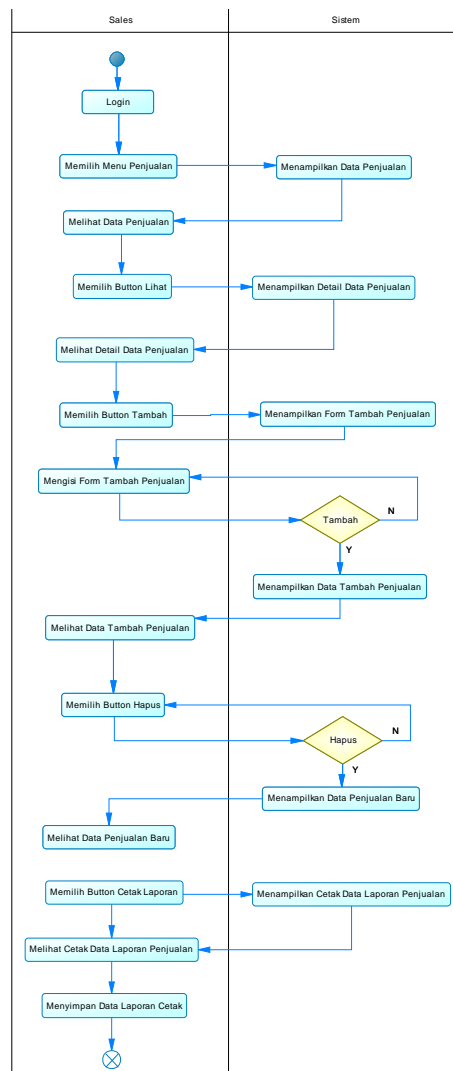 Sales
Sistem
Login
Memilih Menu Penjualan
Menampilkan Data Penjualan
Melihat Data Penjualan
Memilih Button Lihat
Menampilkan Detail Data Penjualan
Melihat Detail Data Penjualan
Memilih Button Tambah
Menampilkan Form Tambah Penjualan
Mengisi Form Tambah Penjualan
N
Tambah
Y
Menampilkan Data Tambah Penjualan
Melihat Data Tambah Penjualan
Memilih Button Hapus
N
Hapus
Y
Menampilkan Data Penjualan Baru
Melihat Data Penjualan Baru
Memilih Button Cetak Laporan
Menampilkan Cetak Data Laporan Penjualan
Melihat Cetak Data Laporan Penjualan
Menyimpan Data Laporan Cetak